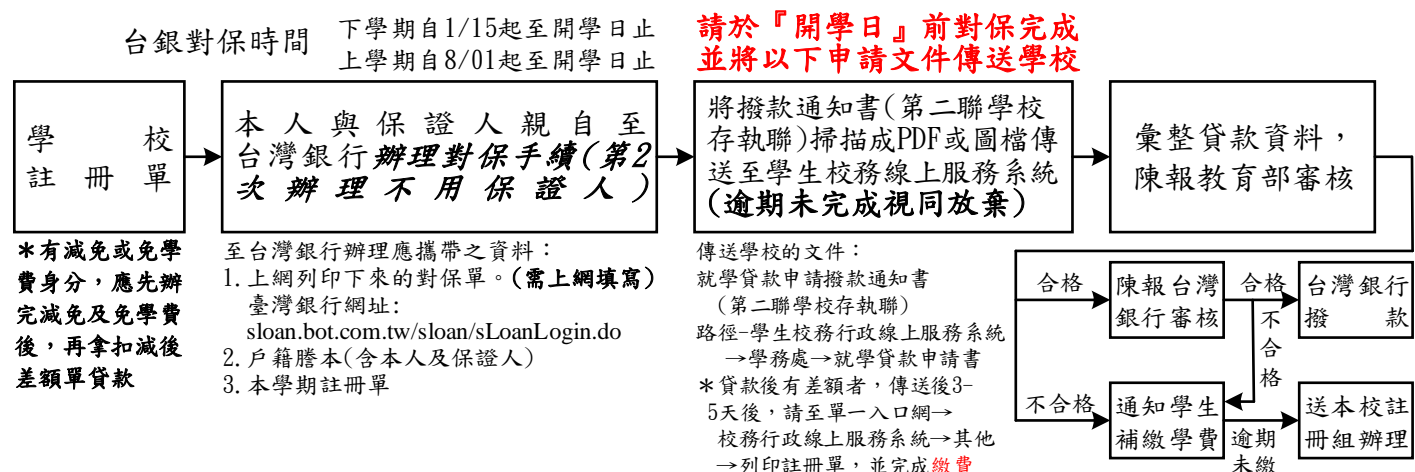 台銀對保時間
下學期自1/15起至開學日止
上學期自8/01起至開學日止
請於『開學日』前對保完成
並將以下申請文件傳送學校
學校
註冊單
本人與保證人親自至
台灣銀行辦理對保手續(第2
次辦理不用保證人)
將撥款通知書(第二聯學校
存執聯)掃描成PDF或圖檔傳
送至學生校務線上服務系統
(逾期未完成視同放棄)
彙整貸款資料，
陳報教育部審核
＊有減免或免學
費身分，應先辦
完減免及免學費
後，再拿扣減後
差額單貸款
至台灣銀行辦理應攜帶之資料：
1.上網列印下來的對保單。(需上網填寫)
臺灣銀行網址:
sloan.bot.com.tw/sloan/sLoanLogin.do
2.戶籍謄本(含本人及保證人)
3.本學期註冊單
傳送學校的文件：
就學貸款申請撥款通知書
(第二聯學校存執聯)
路徑-學生校務行政線上服務系統
→學務處→就學貸款申請書
＊貸款後有差額者，傳送後3-
5天後，請至單一入口網→
校務行政線上服務系統→其他
→列印註冊單，並完成繳費
合格
陳報台灣
銀行審核
合格
台灣銀行
撥款
不合格
不合格
通知學生
補繳學費
逾期
未繳
送本校註
冊組辦理